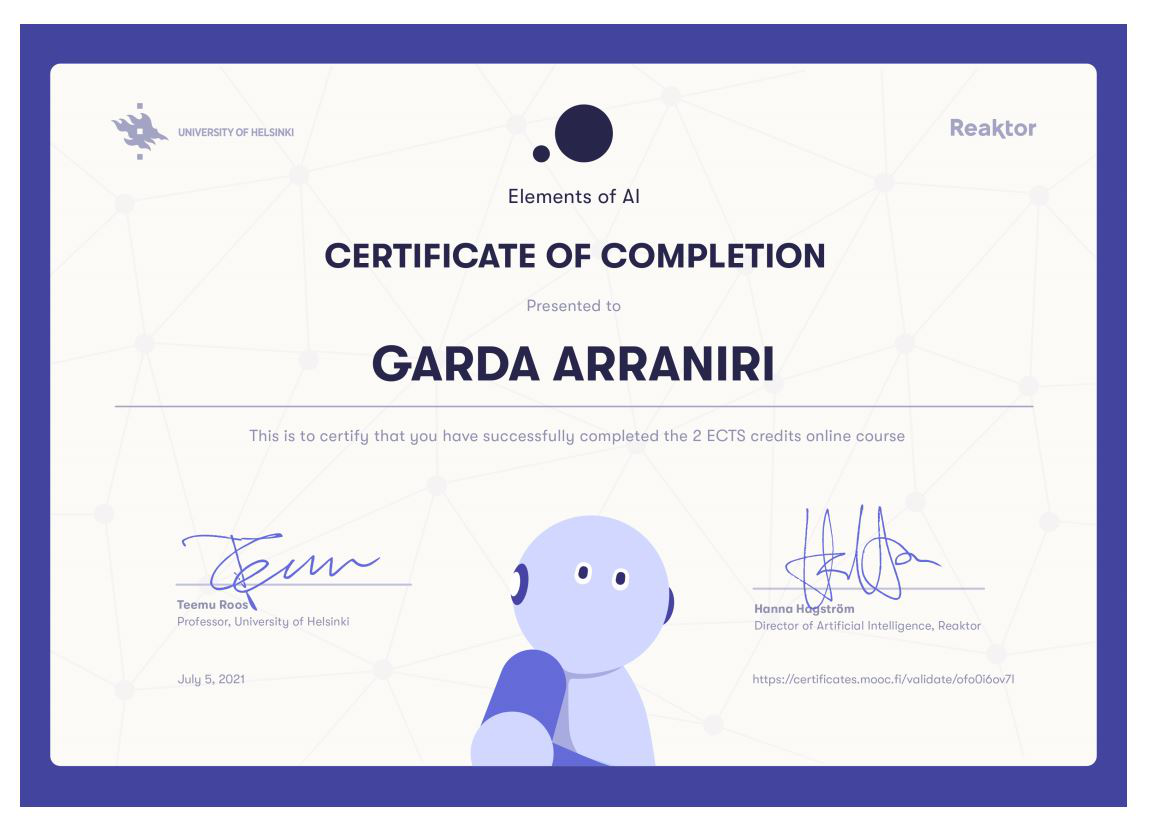 UNIVERSITY OF HELSINKI
Reaktor
Elements of AI
CERTIFICATE OF COMPLETION
Presented to
GARDA ARRANIRI
This is to certify that you have successfully completed the 2 ECTS credits online course
Teemu Roos
Professor, University of Helsinki
Hanna Hagström
Director of Artificial Intelligence, Reaktor
July 5, 2021
https://certificates.mooc.fi/validate/ofo0i6ov7l